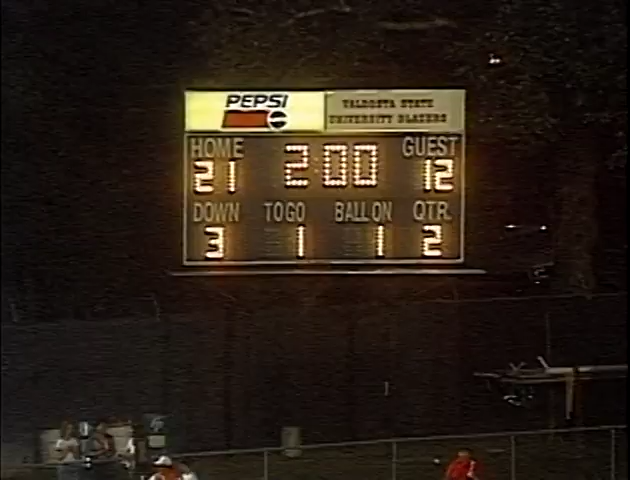 PEPSI
VALDOSTA STATE
UNIVERSITY BLAZERS
HOME 2:00 GUEST
21 12
DOWN TO GO BALL ON QTR.
3 1 1 2